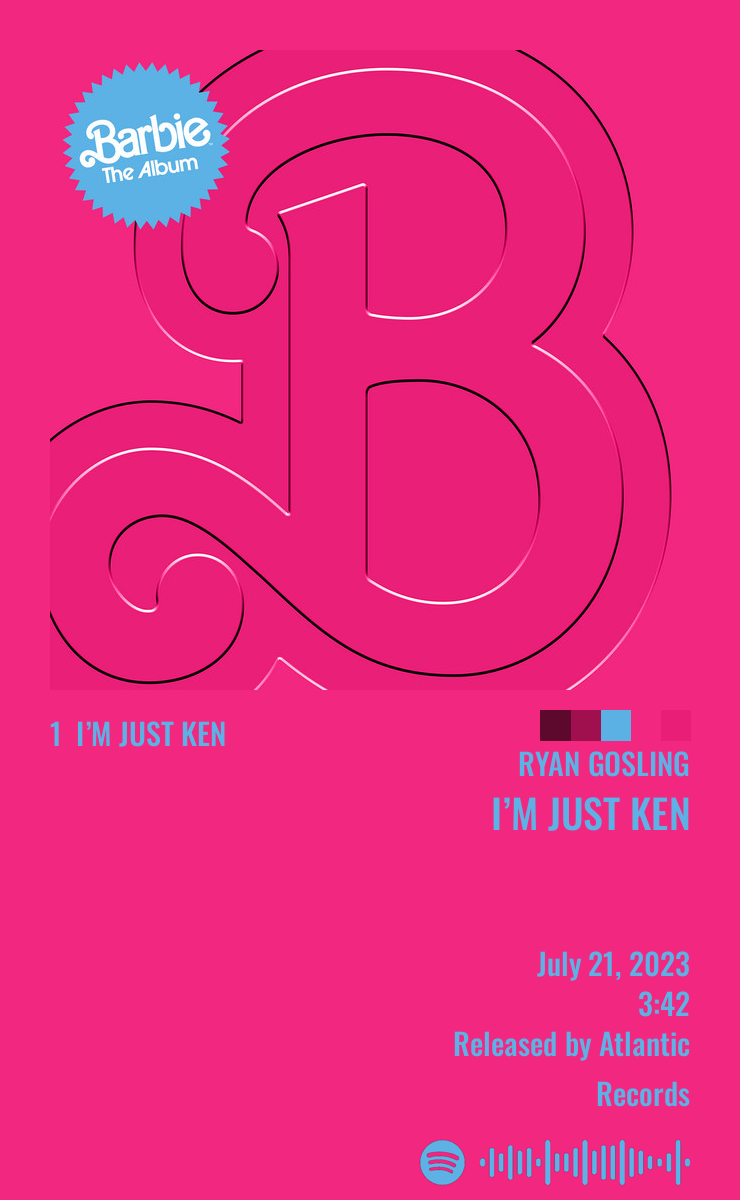 Barbie
The Album
B
1 I'M JUST KEN
RYAN GOSLING
I'M JUST KEN
July 21, 2023
3:42
Released by Atlantic
Records